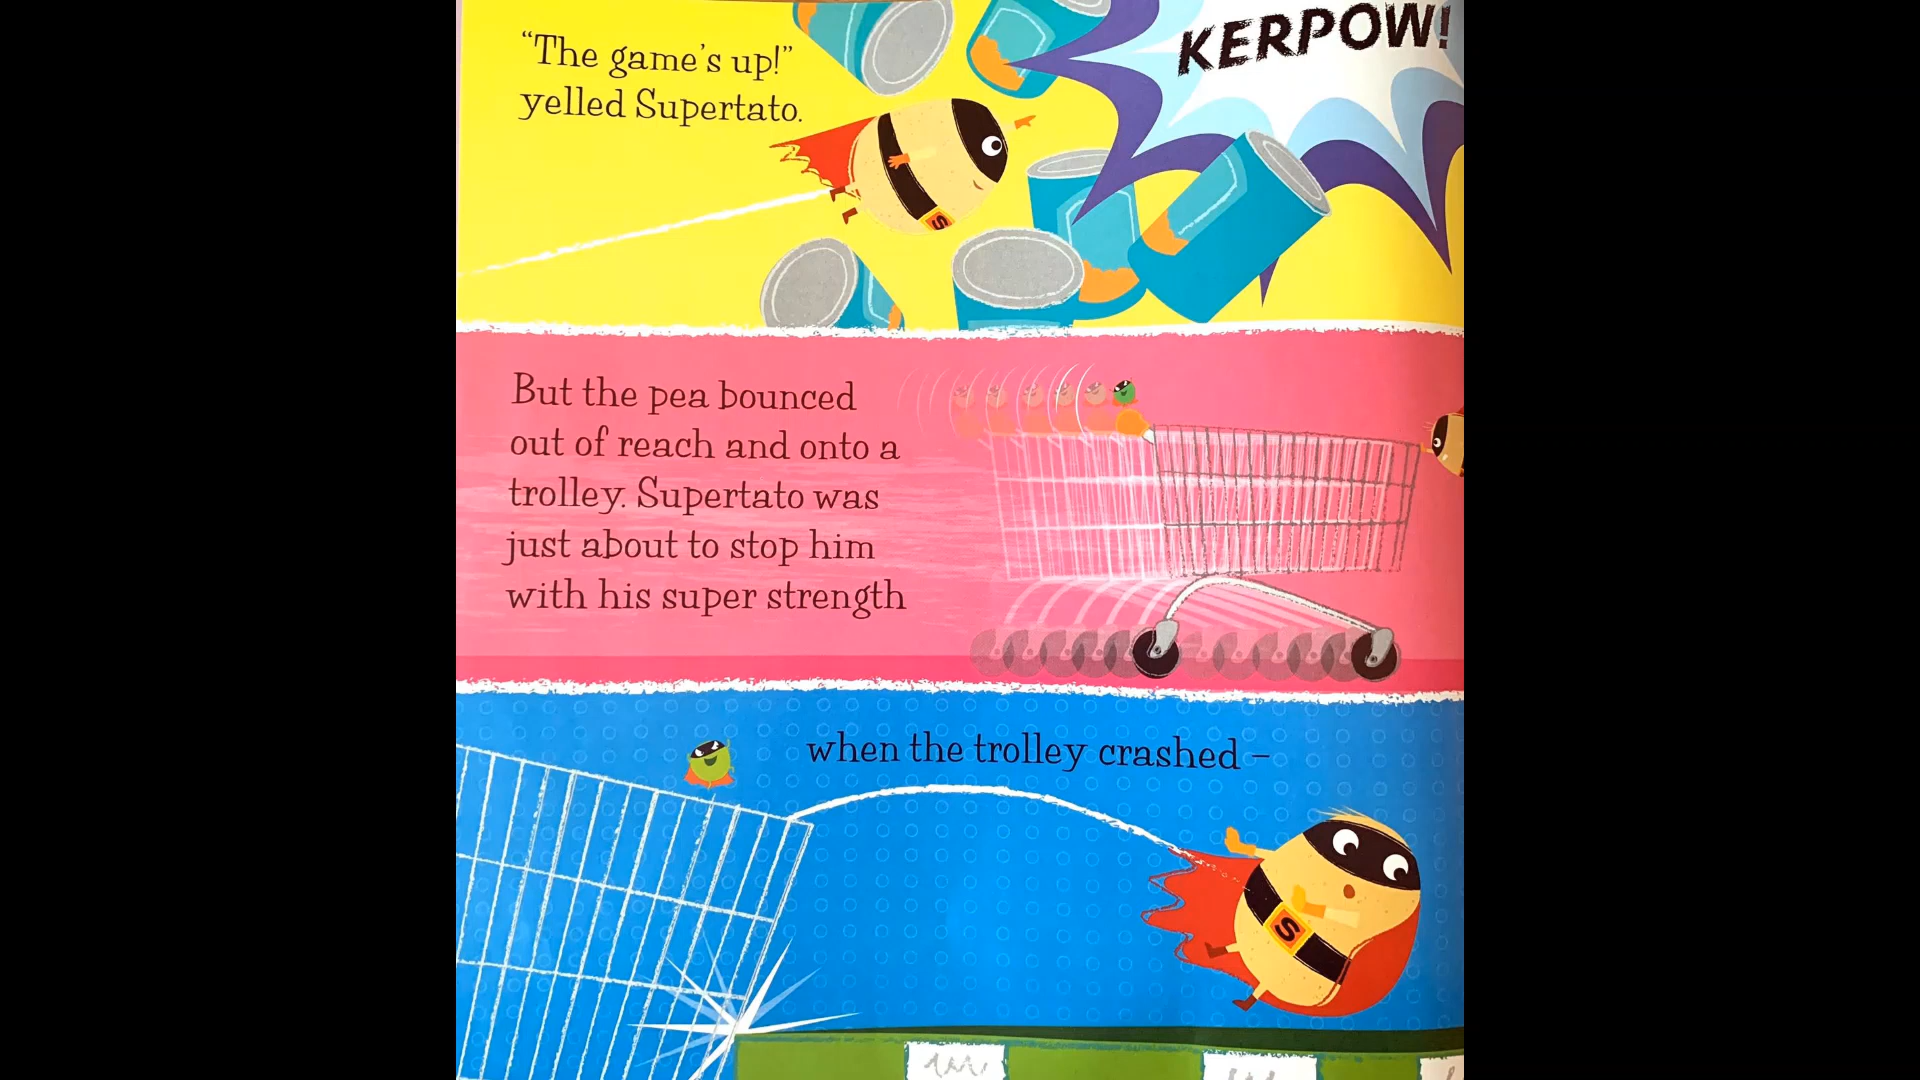 KERPOW!
“The game’s up!”
yelled Supertato.
S
But the pea bounced
out of reach and onto a
trolley. Supertato was
just about to stop him
with his super strength
when the trolley crashed –
S